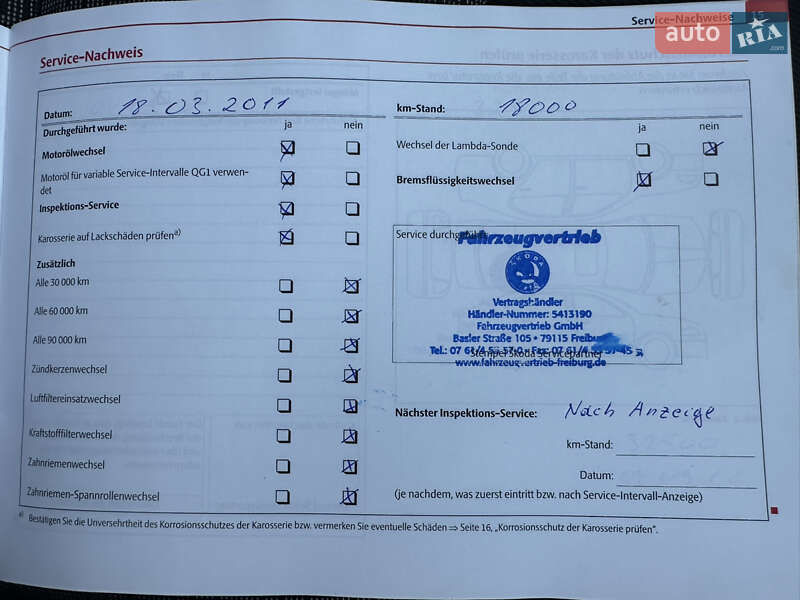 Service-Nachweise 15
auto RIA .com
Service-Nachweis
Datum: 18.03.2011
km-Stand: 18000
Durchgeführt wurde: ja nein
ja nein
Motorölwechsel
Wechsel der Lambda-Sonde
Motoröl für variable Service-Intervalle QG1 verwen-
det
Bremsflüssigkeitswechsel
Inspektions-Service
Karosserie auf Lackschäden prüfen a)
Service durchgeführt:
Fahrzeugvertrieb
SKODA
Zusätzlich
Alle 30 000 km
Vertragshändler
Händler-Nummer: 5413190
Alle 60 000 km
Fahrzeugvertrieb GmbH
Basler Straße 105 • 79115 Freiburg
Alle 90 000 km
Stempel Škoda Servicepartner
www.fahrzeugvertrieb-freiburg.de
Zündkerzenwechsel
Luftfiltereinsatzwechsel
Nächster Inspektions-Service: Nach Anzeige
Kraftstofffilterwechsel
km-Stand:
Zahnriemenwechsel
Datum:
Zahnriemen-Spannrollenwechsel
(je nachdem, was zuerst eintritt bzw. nach Service-Intervall-Anzeige)
a) Bestätigen Sie die Unversehrtheit des Korrosionsschutzes der Karosserie bzw. vermerken Sie eventuelle Schäden ⇒ Seite 16, „Korrosionsschutz der Karosserie prüfen“.